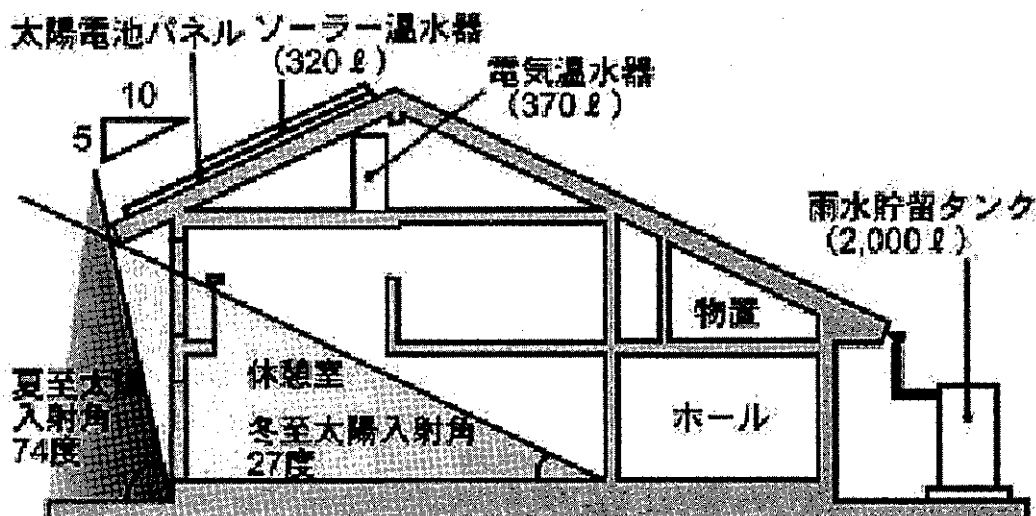 太陽電池パネル ソーラー温水器
(320ℓ)
電気温水器
(370ℓ)
10
5
雨水貯留タンク
(2,000ℓ)
物置
休憩室
ホール
夏至太陽
入射角
74度
冬至太陽入射角
27度